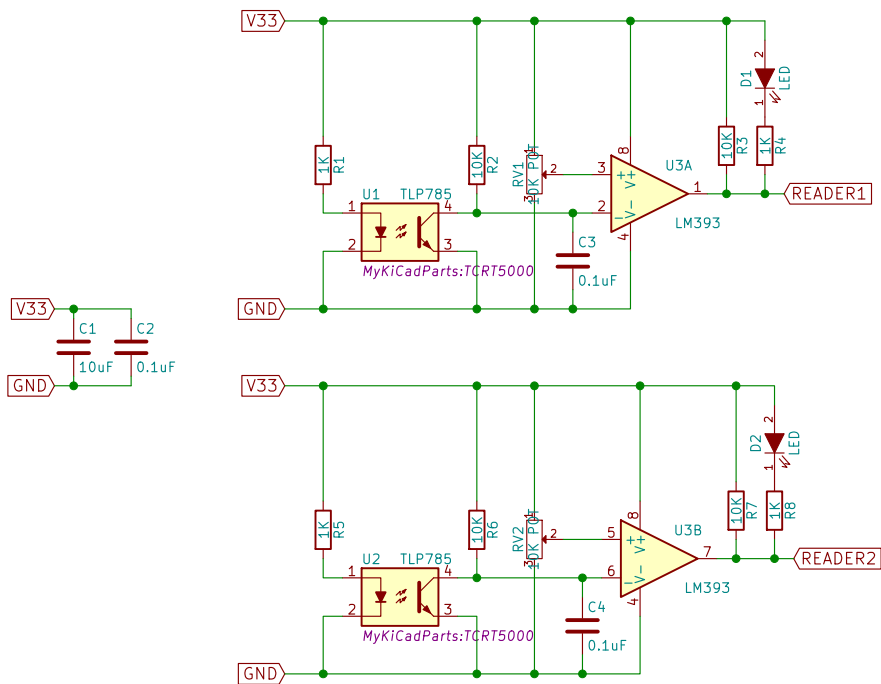 V33
2
D1
LED
1
1K
R1
10K
R2
RV1
10K POT
1
2
3
3
2
8
V+
+
−
V−
4
U3A
LM393
1
10K
R3
1K
R4
READER1
U1
TLP785
1
2
4
3
MyKiCadParts:TCRT5000
C3
0.1uF
GND
V33
C1
10uF
C2
0.1uF
GND
V33
2
D2
LED
1
1K
R5
10K
R6
RV2
10K POT
1
2
3
5
6
8
V+
+
−
V−
4
U3B
LM393
7
10K
R7
1K
R8
READER2
U2
TLP785
1
2
4
3
MyKiCadParts:TCRT5000
C4
0.1uF
GND